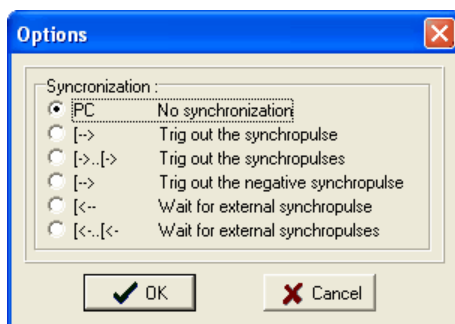 Options
Syncronization :
PC No synchronization
[--> Trig out the synchropulse
[->..[-> Trig out the synchropulses
[--> Trig out the negative synchropulse
[<-- Wait for external synchropulse
[<-..[<- Wait for external synchropulses
OK Cancel